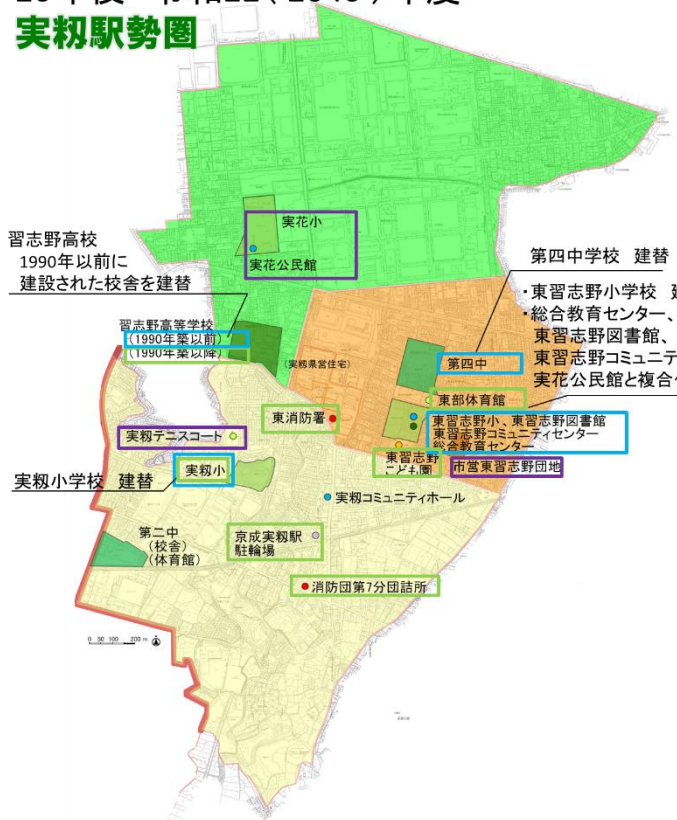 実籾駅勢圏
実花小
実花公民館
習志野高校
1990年以前に
建設された校舎を建替
習志野高等学校
(1990年築以前)
(1990年築以降)
(実籾県営住宅)
第四中学校 建替
・東習志野小学校
・総合教育センター、
東習志野図書館、
東習志野コミュニテ
実花公民館と複合
第四中
東部体育館
東消防署
東習志野小、東習志野図書館
東習志野コミュニティセンター
総合教育センター
実籾テニスコート
実籾小
東習志野
こども園
市営東習志野団地
実籾小学校 建替
実籾コミュニティホール
第二中
(校舎)
(体育館)
京成実籾駅
駐輪場
消防団第7分団詰所
0 50 100 200 m